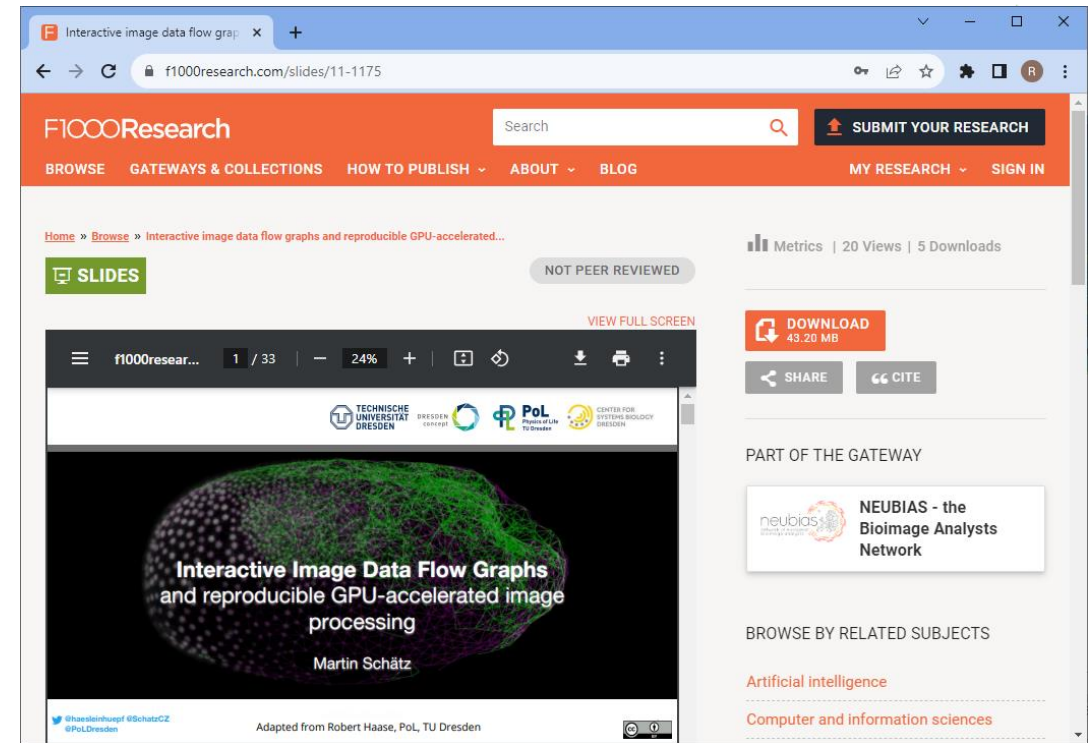 Interactive image data flow grap
f1000research.com/slides/11-1175
R
F1000Research
Search
SUBMIT YOUR RESEARCH
BROWSE GATEWAYS & COLLECTIONS HOW TO PUBLISH ABOUT BLOG MY RESEARCH SIGN IN
Home » Browse » Interactive image data flow graphs and reproducible GPU-accelerated...
SLIDES
NOT PEER REVIEWED
VIEW FULL SCREEN
f1000resear... 1 / 33 24%
TECHNISCHE
UNIVERSITÄT
DRESDEN
DRESDEN
concept
PoL
Physics of Life
TU Dresden
CENTER FOR
SYSTEMS BIOLOGY
DRESDEN
Interactive Image Data Flow Graphs
and reproducible GPU-accelerated image
processing
Martin Schätz
@haesleinhuepf @SchatzCZ
@PoLDresden
Adapted from Robert Haase, PoL, TU Dresden
cc
BY
Metrics | 20 Views | 5 Downloads
DOWNLOAD
43.20 MB
SHARE
CITE
PART OF THE GATEWAY
neubias
NEUBIAS - the
Bioimage Analysts
Network
BROWSE BY RELATED SUBJECTS
Artificial intelligence
Computer and information sciences